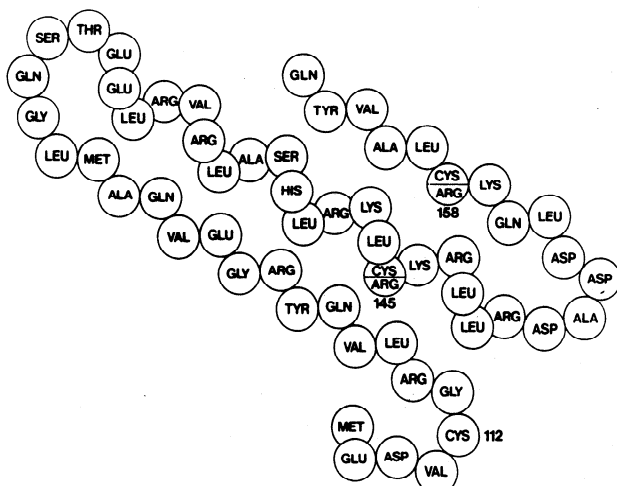 MET
GLU
ASP
VAL
CYS
112
GLY
ARG
LEU
VAL
GLN
TYR
ARG
GLY
GLU
VAL
GLN
ALA
MET
LEU
GLY
GLN
SER
THR
GLU
GLU
LEU
ARG
VAL
ARG
LEU
ALA
SER
HIS
LEU
ARG
LYS
LEU
CYS
ARG
145
LYS
ARG
LEU
LEU
ARG
ASP
ALA
ASP
ASP
LEU
GLN
LYS
CYS
ARG
158
LEU
ALA
VAL
TYR
GLN